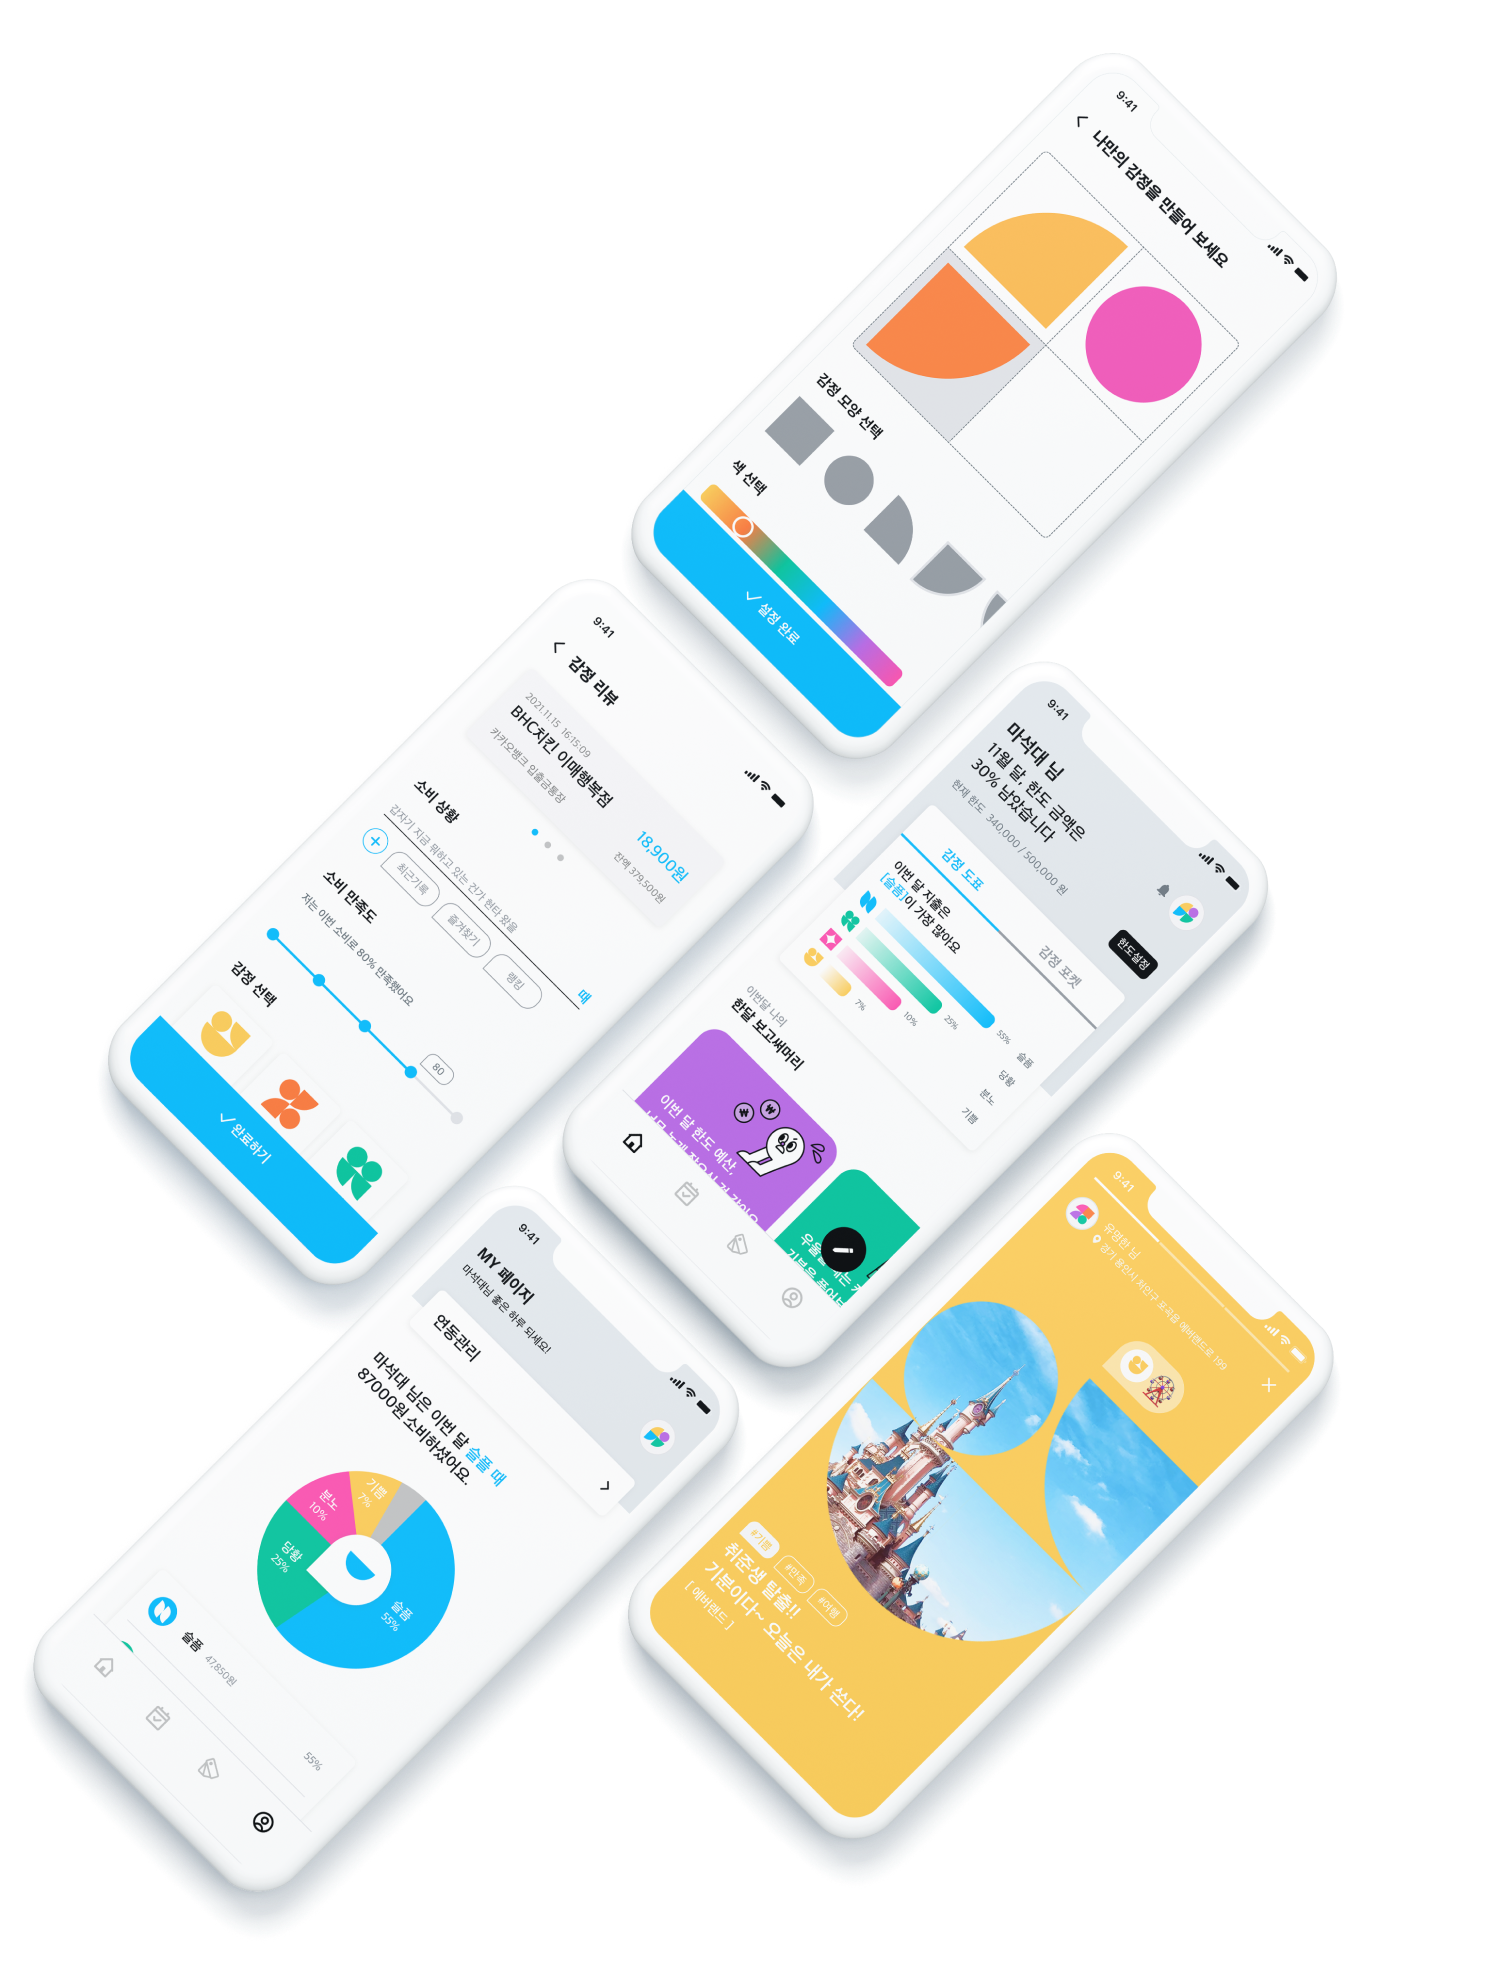 9:41
나만의 감정을 만들어 보세요
감정 모양 선택
색 선택
설정 완료
9:41
감정 리뷰
2021.11.15 16:15:09
BHC치킨 이매행복점
카카오뱅크 입출금통장
18,900원
잔액 379,500원
소비 상황
갑자기 지금 뭐하고 있는 건가 현타 왔을
때
최근기록
즐겨찾기
랭킹
소비 만족도
저는 이번 소비로 80% 만족했어요
80
감정 선택
완료하기
9:41
마석대 님
11월 달, 한도 금액은
30% 남았습니다
현재 한도 340,000 / 500,000 원
한도설정
감정 도표
감정 포켓
이번 달 지출은
[슬픔]이 가장 많아요
55% 슬픔
25% 당황
10% 분노
7% 기쁨
이번달 나의
한달 보고써머리
이번 달 한도 예산,
9:41
MY 페이지
마석대님 좋은 하루 되세요!
연동관리
마석대 님은 이번 달 슬픔 때
87000원 소비하셨어요.
기쁨
7%
분노
10%
당황
25%
슬픔
55%
슬픔 47,850원
55%
9:41
유명한 님
경기 용인시 처인구 포곡읍 에버랜드로 199
#기쁨
#만족
#여행
취준생 탈출!!
기분이다~ 오늘은 내가 쏜다!
[ 에버랜드 ]